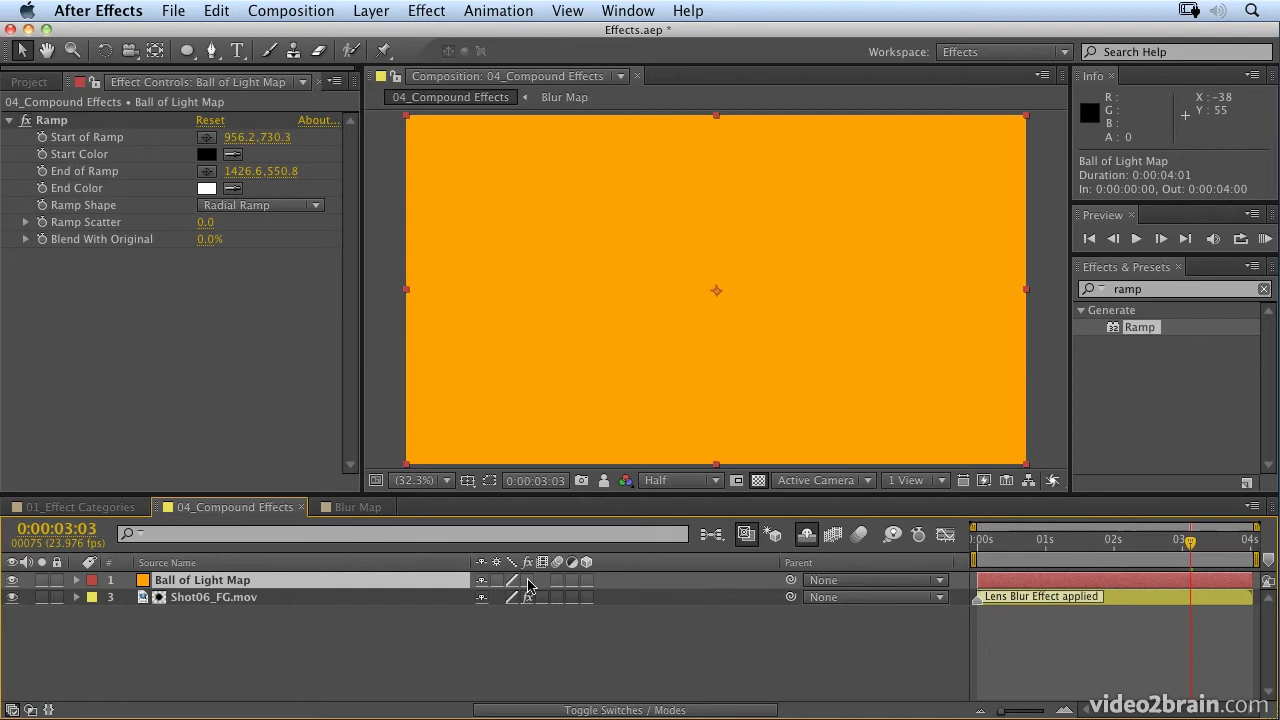 After Effects File Edit Composition Layer Effect Animation View Window Help
Effects.aep *
Workspace: Effects Search Help
Project Effect Controls: Ball of Light Map
04_Compound Effects • Ball of Light Map
fx Ramp Reset About...
Start of Ramp 956.2,730.3
Start Color
End of Ramp 1426.6,550.8
End Color
Ramp Shape Radial Ramp
Ramp Scatter 0.0
Blend With Original 0.0%
Composition: 04_Compound Effects
04_Compound Effects Blur Map
(32.3%) 0:00:03:03 Half Active Camera 1 View
Info
R: X: -38
G: Y: 55
B:
A: 0
Ball of Light Map
Duration: 0:00:04:01
In: 0:00:00:00, Out: 0:00:04:00
Preview
Effects & Presets
ramp
Generate
32 Ramp
01_Effect Categories 04_Compound Effects Blur Map
0:00:03:03
00075 (23.976 fps)
:00s 01s 02s 03s 04s
# Source Name fx Parent
1 Ball of Light Map None
3 Shot06_FG.mov fx None Lens Blur Effect applied
Toggle Switches / Modes
video2brain.com